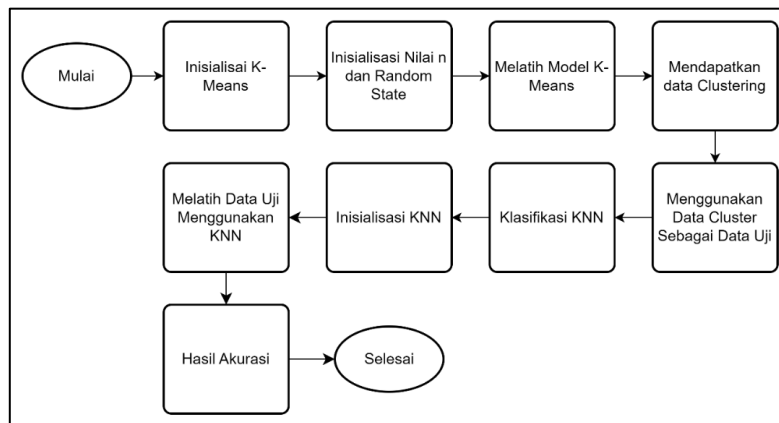 Mulai
Inisialisai K-
Means
Inisialisasi Nilai n
dan Random
State
Melatih Model K-
Means
Mendapatkan
data Clustering
Menggunakan
Data Cluster
Sebagai Data Uji
Klasifikasi KNN
Inisialisasi KNN
Melatih Data Uji
Menggunakan
KNN
Hasil Akurasi
Selesai